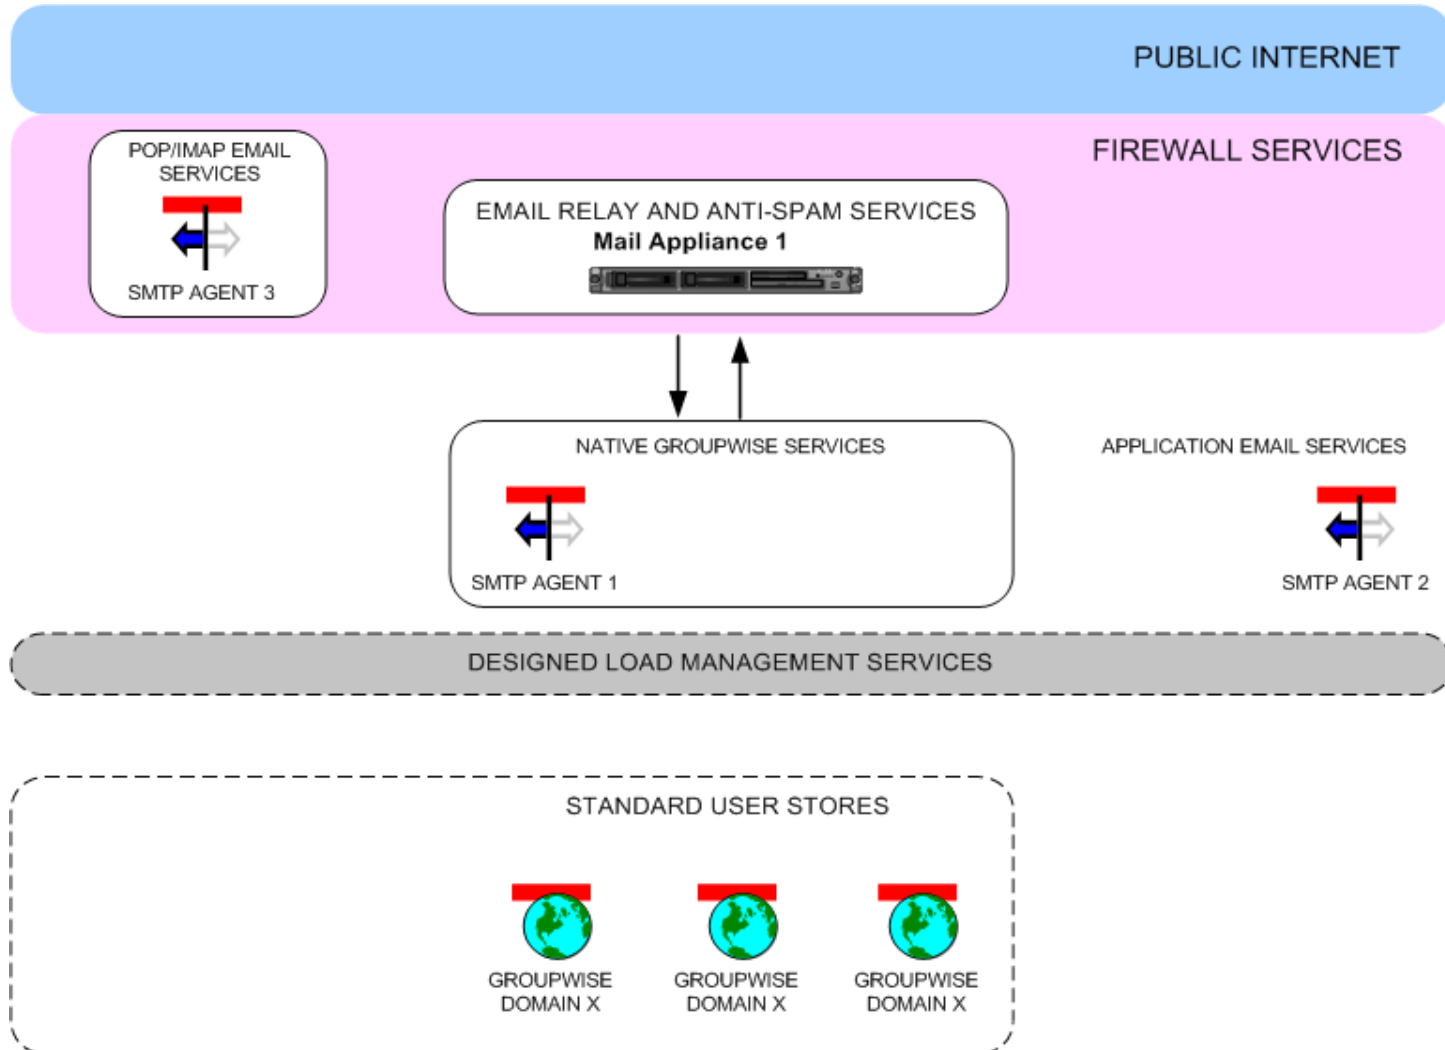 PUBLIC INTERNET
FIREWALL SERVICES
POP/IMAP EMAIL
SERVICES
SMTP AGENT 3
EMAIL RELAY AND ANTI-SPAM SERVICES
Mail Appliance 1
NATIVE GROUPWISE SERVICES
SMTP AGENT 1
APPLICATION EMAIL SERVICES
SMTP AGENT 2
DESIGNED LOAD MANAGEMENT SERVICES
STANDARD USER STORES
GROUPWISE
DOMAIN X
GROUPWISE
DOMAIN X
GROUPWISE
DOMAIN X